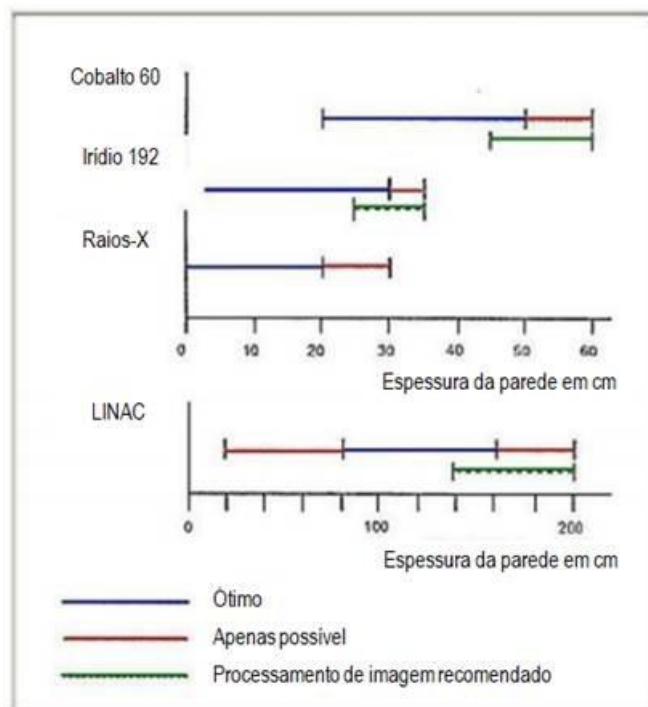 Cobalto 60
Irídio 192
Raios-X
0 10 20 30 40 50 60
Espessura da parede em cm
LINAC
0 100 200
Espessura da parede em cm
Ótimo
Apenas possível
Processamento de imagem recomendado